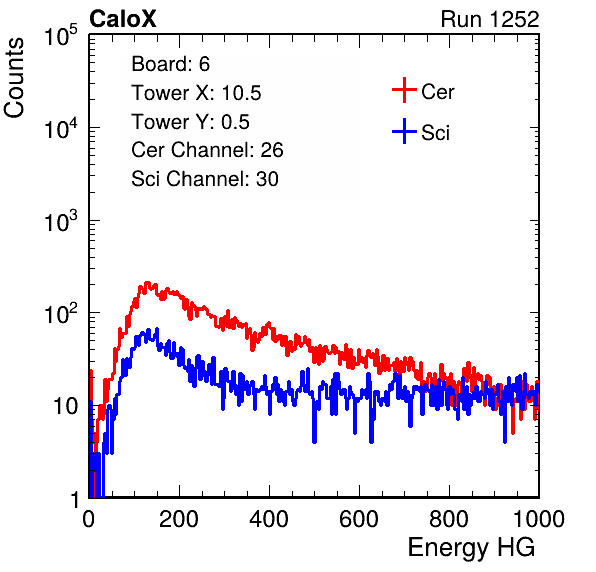 CaloX Run 1252
Counts
Board: 6
Tower X: 10.5
Tower Y: 0.5
Cer Channel: 26
Sci Channel: 30
Cer
Sci
10^5
10^4
10^3
10^2
10
1
0 200 400 600 800 1000
Energy HG